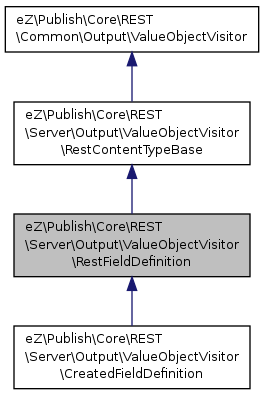 eZ\Publish\Core\REST
\Common\Output\ValueObjectVisitor
eZ\Publish\Core\REST
\Server\Output\ValueObjectVisitor
\RestContentTypeBase
eZ\Publish\Core\REST
\Server\Output\ValueObjectVisitor
\RestFieldDefinition
eZ\Publish\Core\REST
\Server\Output\ValueObjectVisitor
\CreatedFieldDefinition